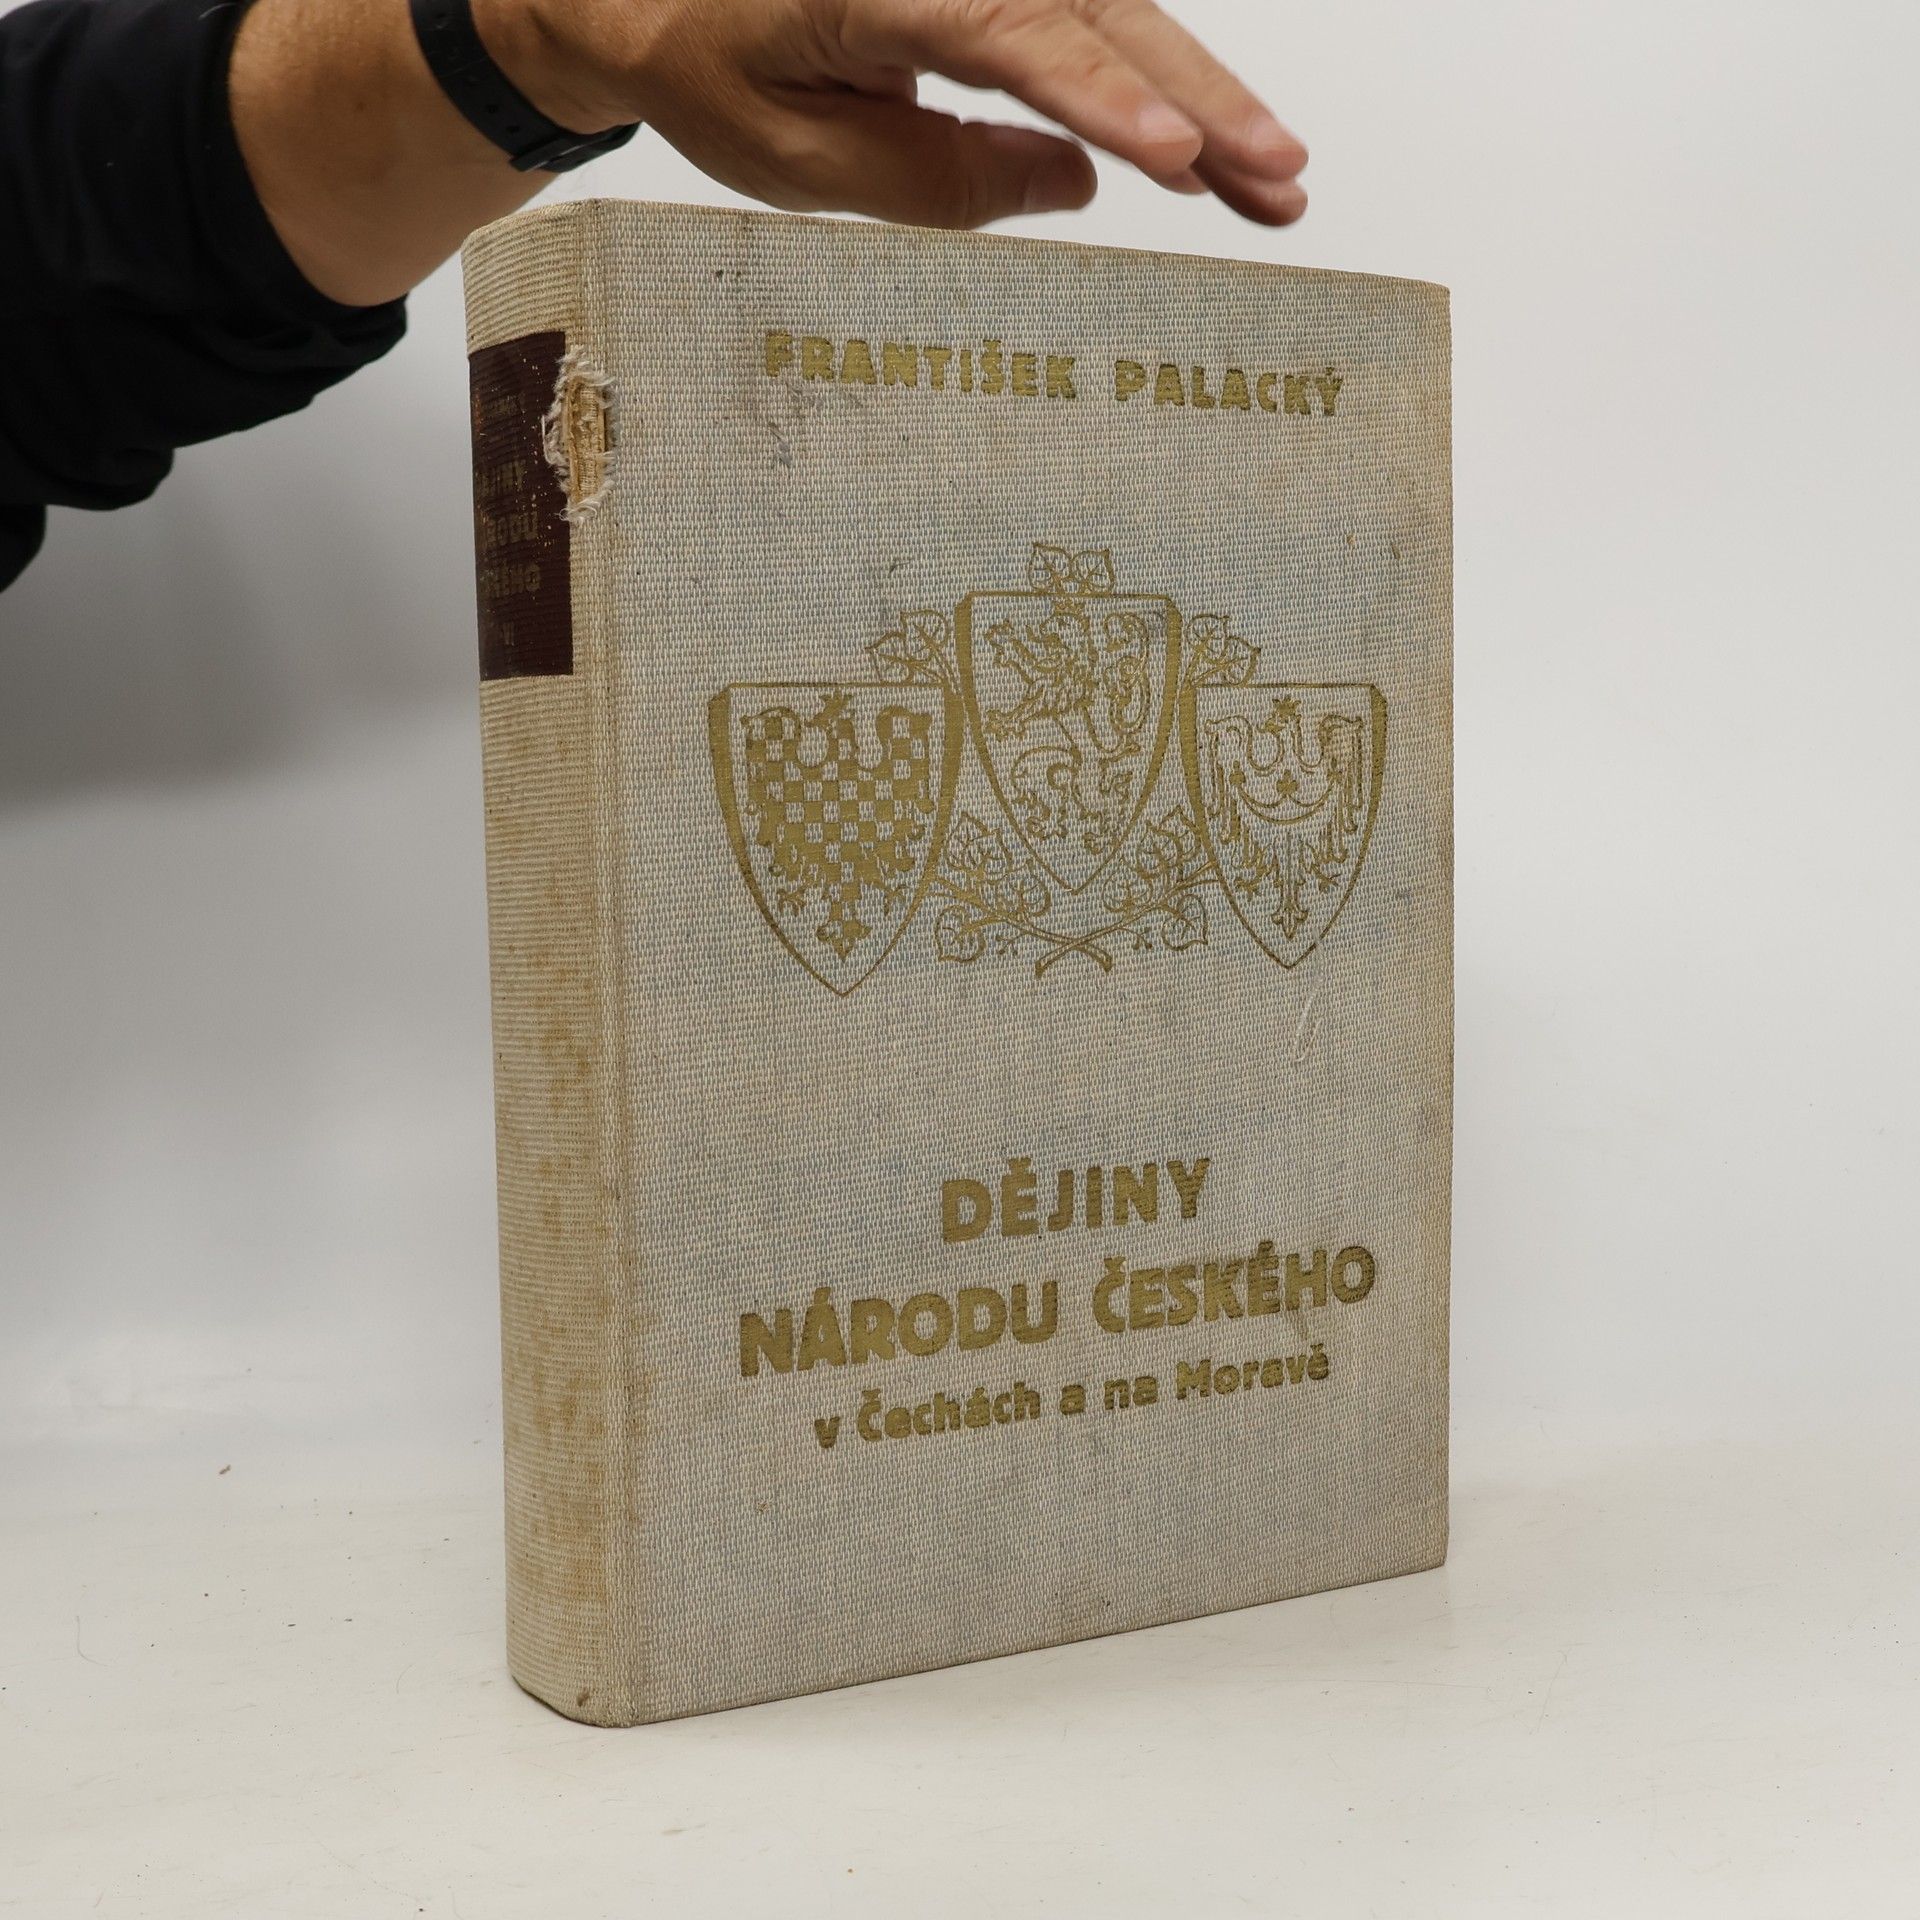 FRANTIŠEK PALACKÝ
DĚJINY
NÁRODU ČESKÉHO
v Čechách a na Moravě